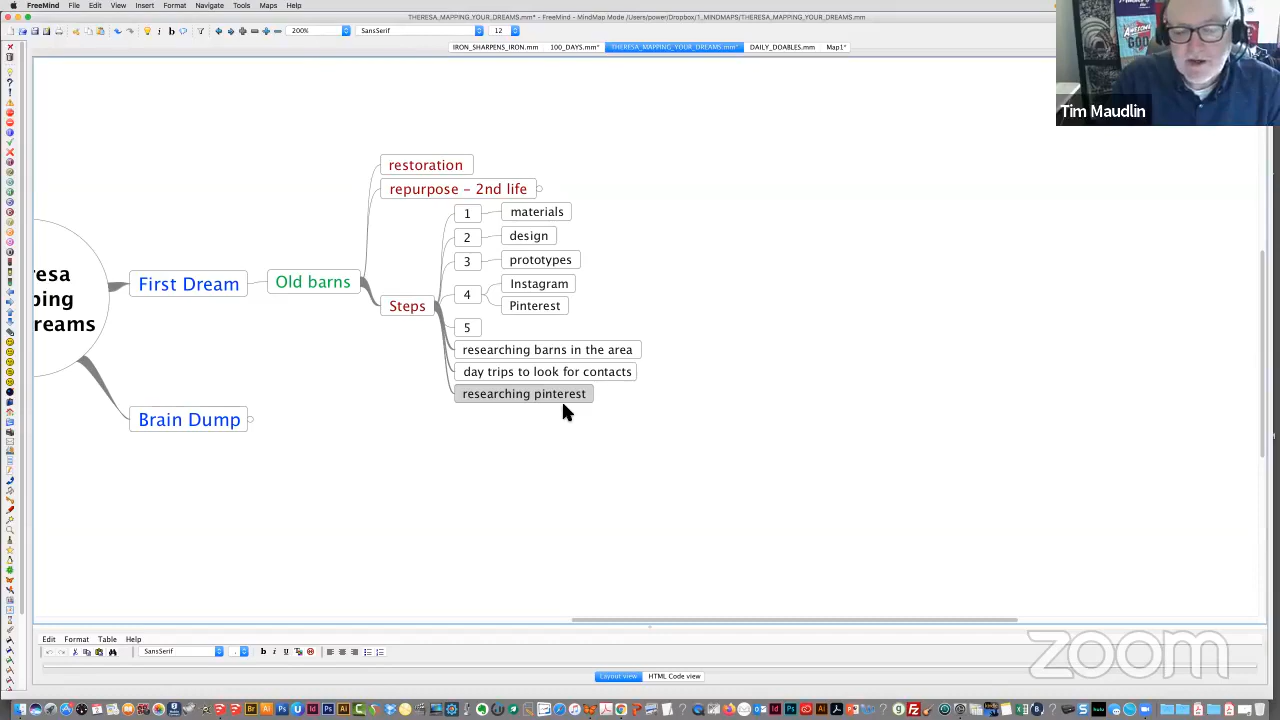 FreeMind File Edit View Insert Format Navigate Tools Maps Help
THERESA_MAPPING_YOUR_DREAMS.mm* - FreeMind - MindMap Mode /Users/power/Dropbox/1_MINDMAPS/THERESA_MAPPING_YOUR_DREAMS.mm
200% SansSerif 12
IRON_SHARPENS_IRON.mm 100_DAYS.mm* THERESA_MAPPING_YOUR_DREAMS.mm* DAILY_DOABLES.mm Map1*
AWESOME
600
Tim Maudlin
restoration
repurpose – 2nd life
1 materials
2 design
3 prototypes
esa
ping
reams
First Dream
Old barns
Steps
4
Instagram
Pinterest
5
researching barns in the area
day trips to look for contacts
researching pinterest
Brain Dump
Edit Format Table Help
SansSerif
Layout view HTML Code view
zoom